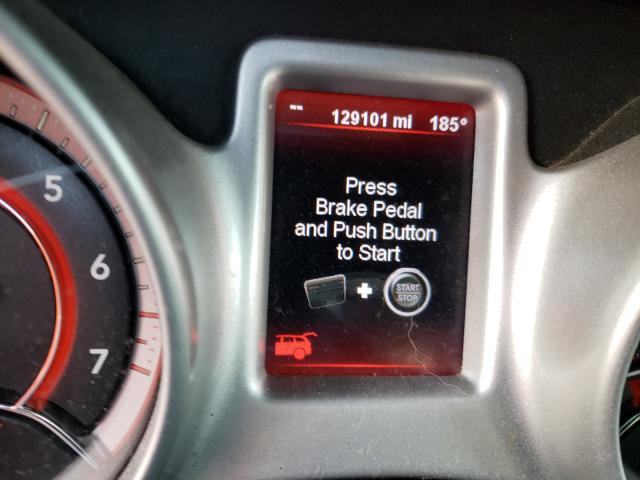 -- 129101 mi 185°
Press
Brake Pedal
and Push Button
to Start
START
STOP
5
6
7